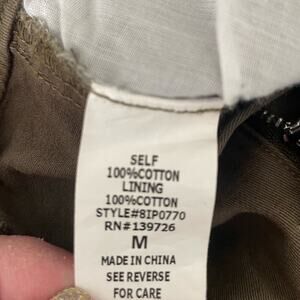 SELF
100%COTTON
LINING
100%COTTON
STYLE#8IP0770
RN#139726
M
MADE IN CHINA
SEE REVERSE
FOR CARE